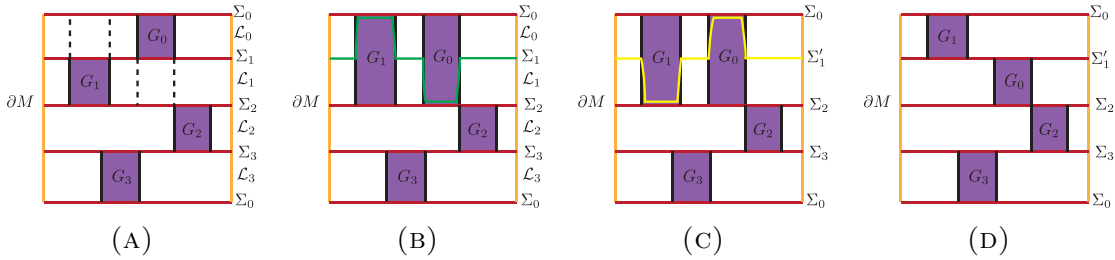 Σ₀ Σ₀ Σ₀ Σ₀
G₀ ℒ₀ ℒ₀ G₁
Σ₁ G₁ G₀ Σ₁ G₁ G₀ Σ′₁ Σ′₁
G₁ ℒ₁ ℒ₁ G₀
∂M Σ₂ ∂M Σ₂ ∂M Σ₂ ∂M Σ₂
G₂ ℒ₂ G₂ ℒ₂ G₂ G₂
Σ₃ Σ₃ Σ₃ Σ₃
G₃ ℒ₃ G₃ ℒ₃ G₃ G₃
Σ₀ Σ₀ Σ₀ Σ₀
(A) (B) (C) (D)